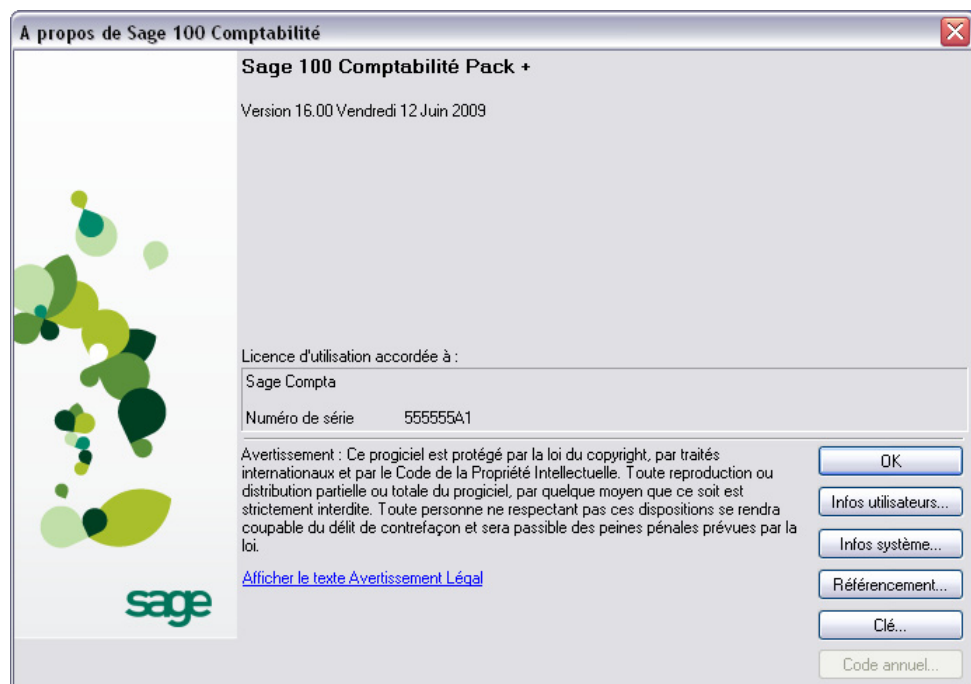 A propos de Sage 100 Comptabilité
Sage 100 Comptabilité Pack +
Version 16.00 Vendredi 12 Juin 2009
Licence d'utilisation accordée à :
Sage Compta
Numéro de série 555555A1
Avertissement : Ce progiciel est protégé par la loi du copyright, par traités
internationaux et par le Code de la Propriété Intellectuelle. Toute reproduction ou
distribution partielle ou totale du progiciel, par quelque moyen que ce soit est
strictement interdite. Toute personne ne respectant pas ces dispositions se rendra
coupable du délit de contrefaçon et sera passible des peines pénales prévues par la
loi.
Afficher le texte Avertissement Légal
sage
OK
Infos utilisateurs...
Infos système...
Référencement...
Clé...
Code annuel...